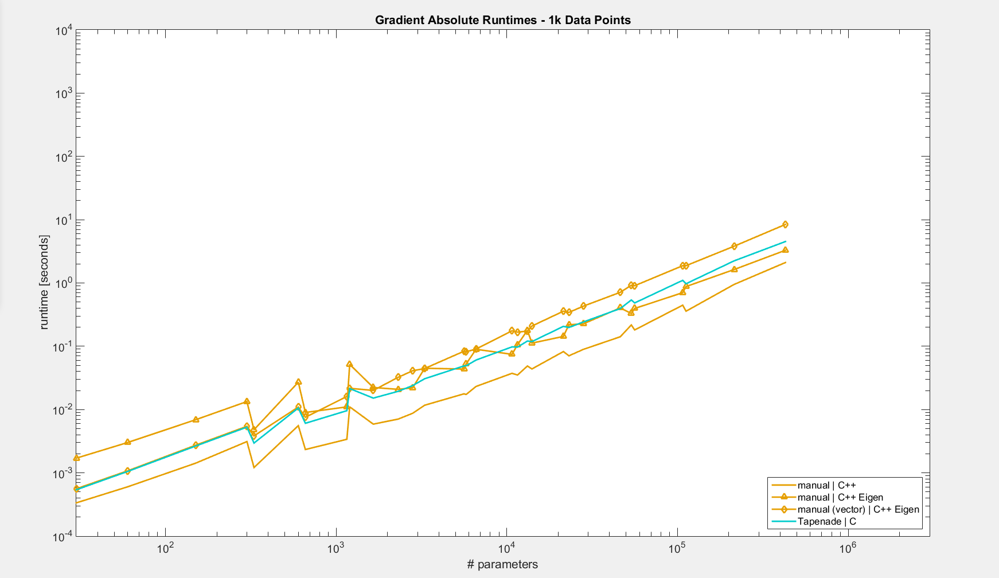 Gradient Absolute Runtimes - 1k Data Points
10^4
10^3
10^2
10^1
10^0
10^-1
10^-2
10^-3
10^-4
runtime [seconds]
10^2
10^3
10^4
10^5
10^6
# parameters
manual | C++
manual | C++ Eigen
manual (vector) | C++ Eigen
Tapenade | C